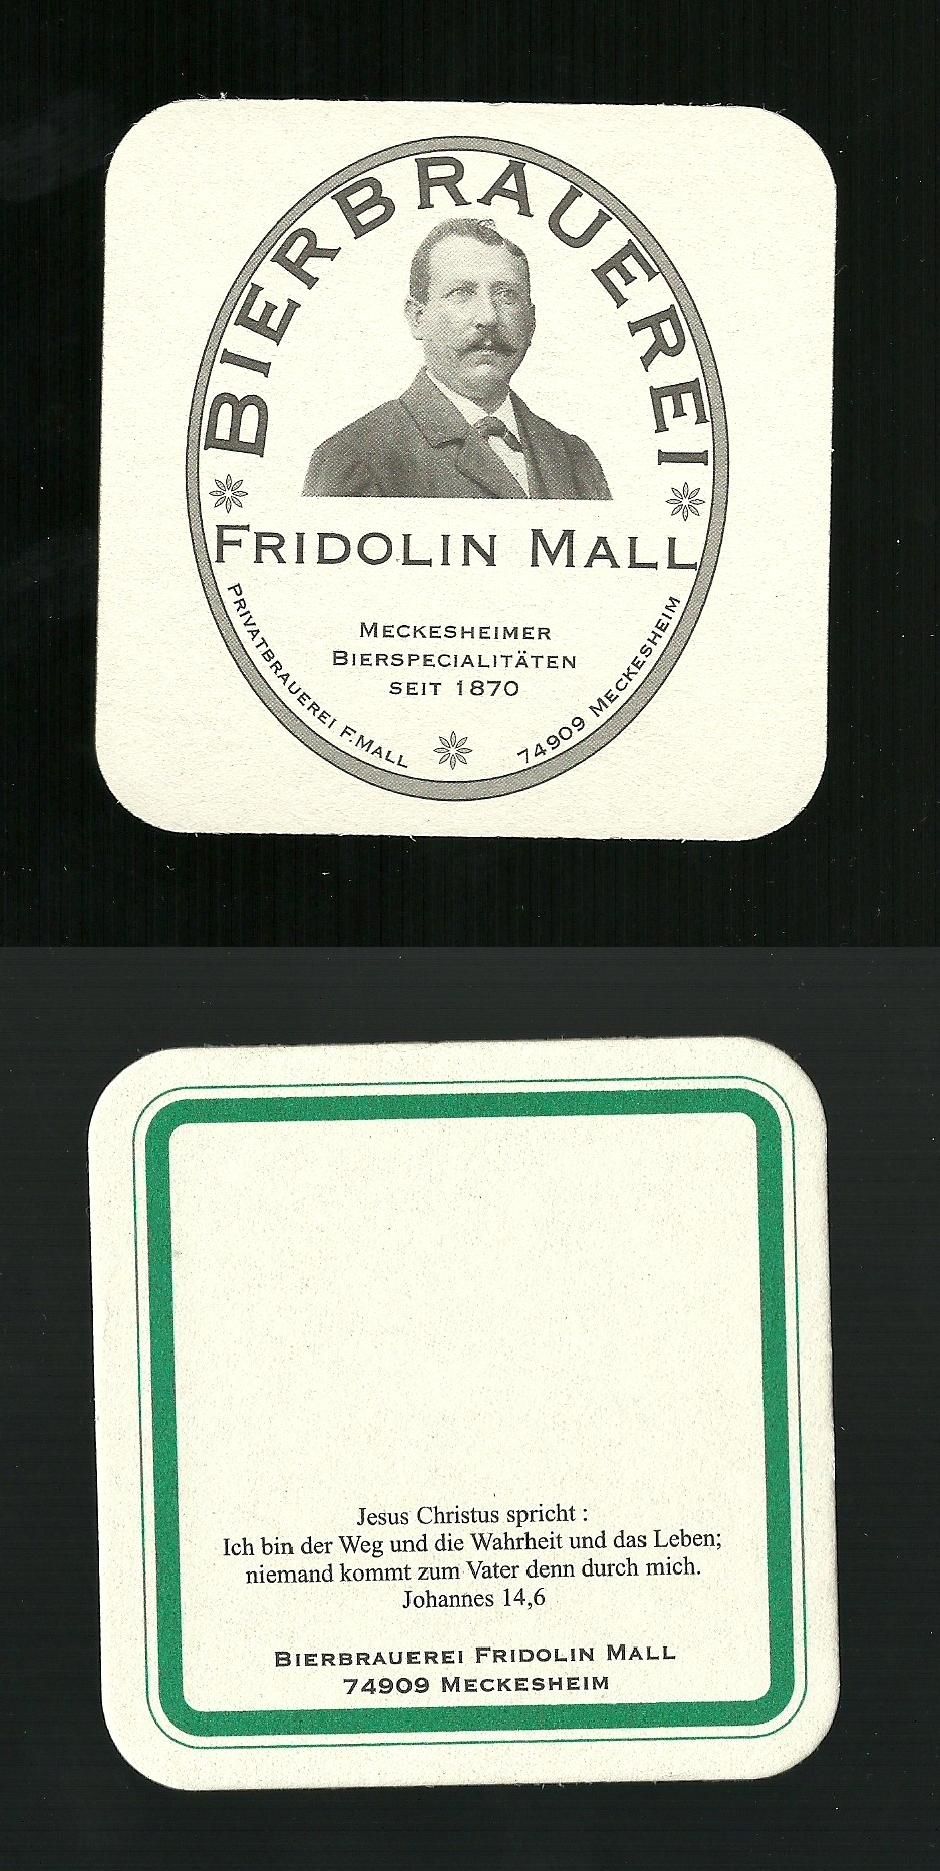 BIERBRAUEREI
FRIDOLIN MALL
MECKESHEIMER
BIERSPECIALITÄTEN
SEIT 1870
PRIVATBRAUEREI F.MALL
74909 MECKESHEIM
Jesus Christus spricht :
Ich bin der Weg und die Wahrheit und das Leben;
niemand kommt zum Vater denn durch mich.
Johannes 14,6
BIERBRAUEREI FRIDOLIN MALL
74909 MECKESHEIM